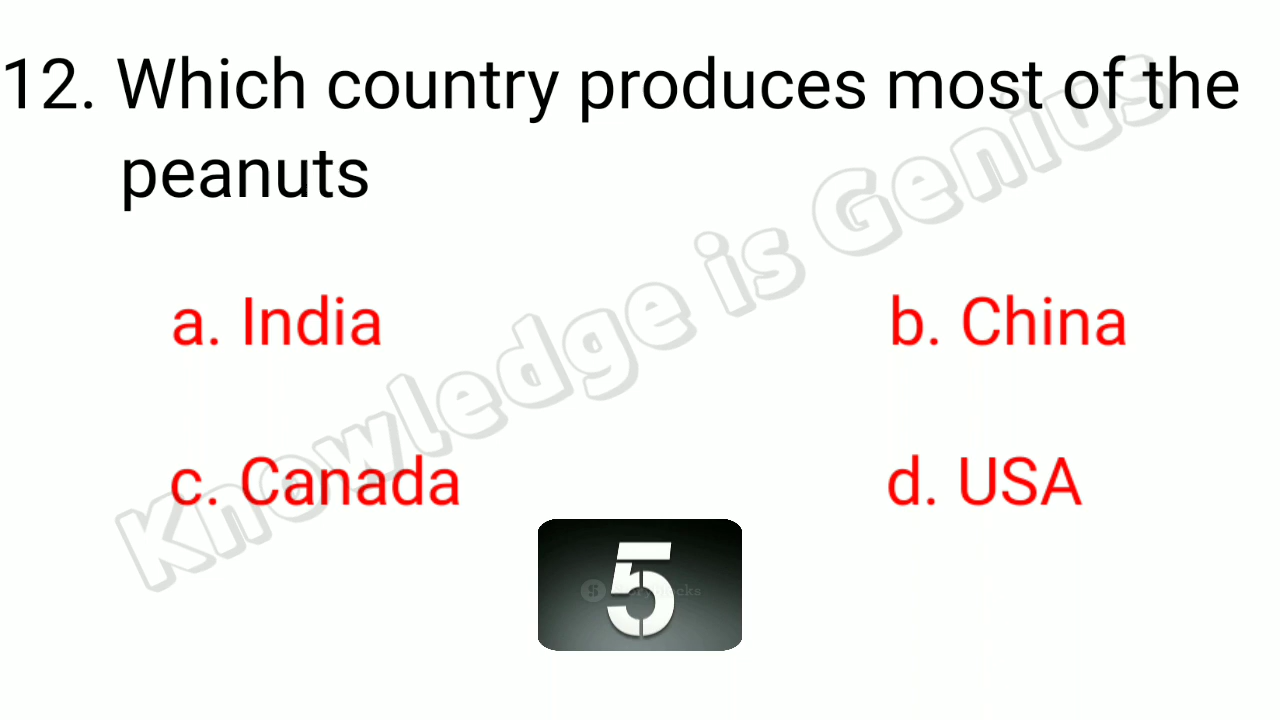 12. Which country produces most of the
peanuts
Knowledge is Genius
a. India
b. China
c. Canada
d. USA
5